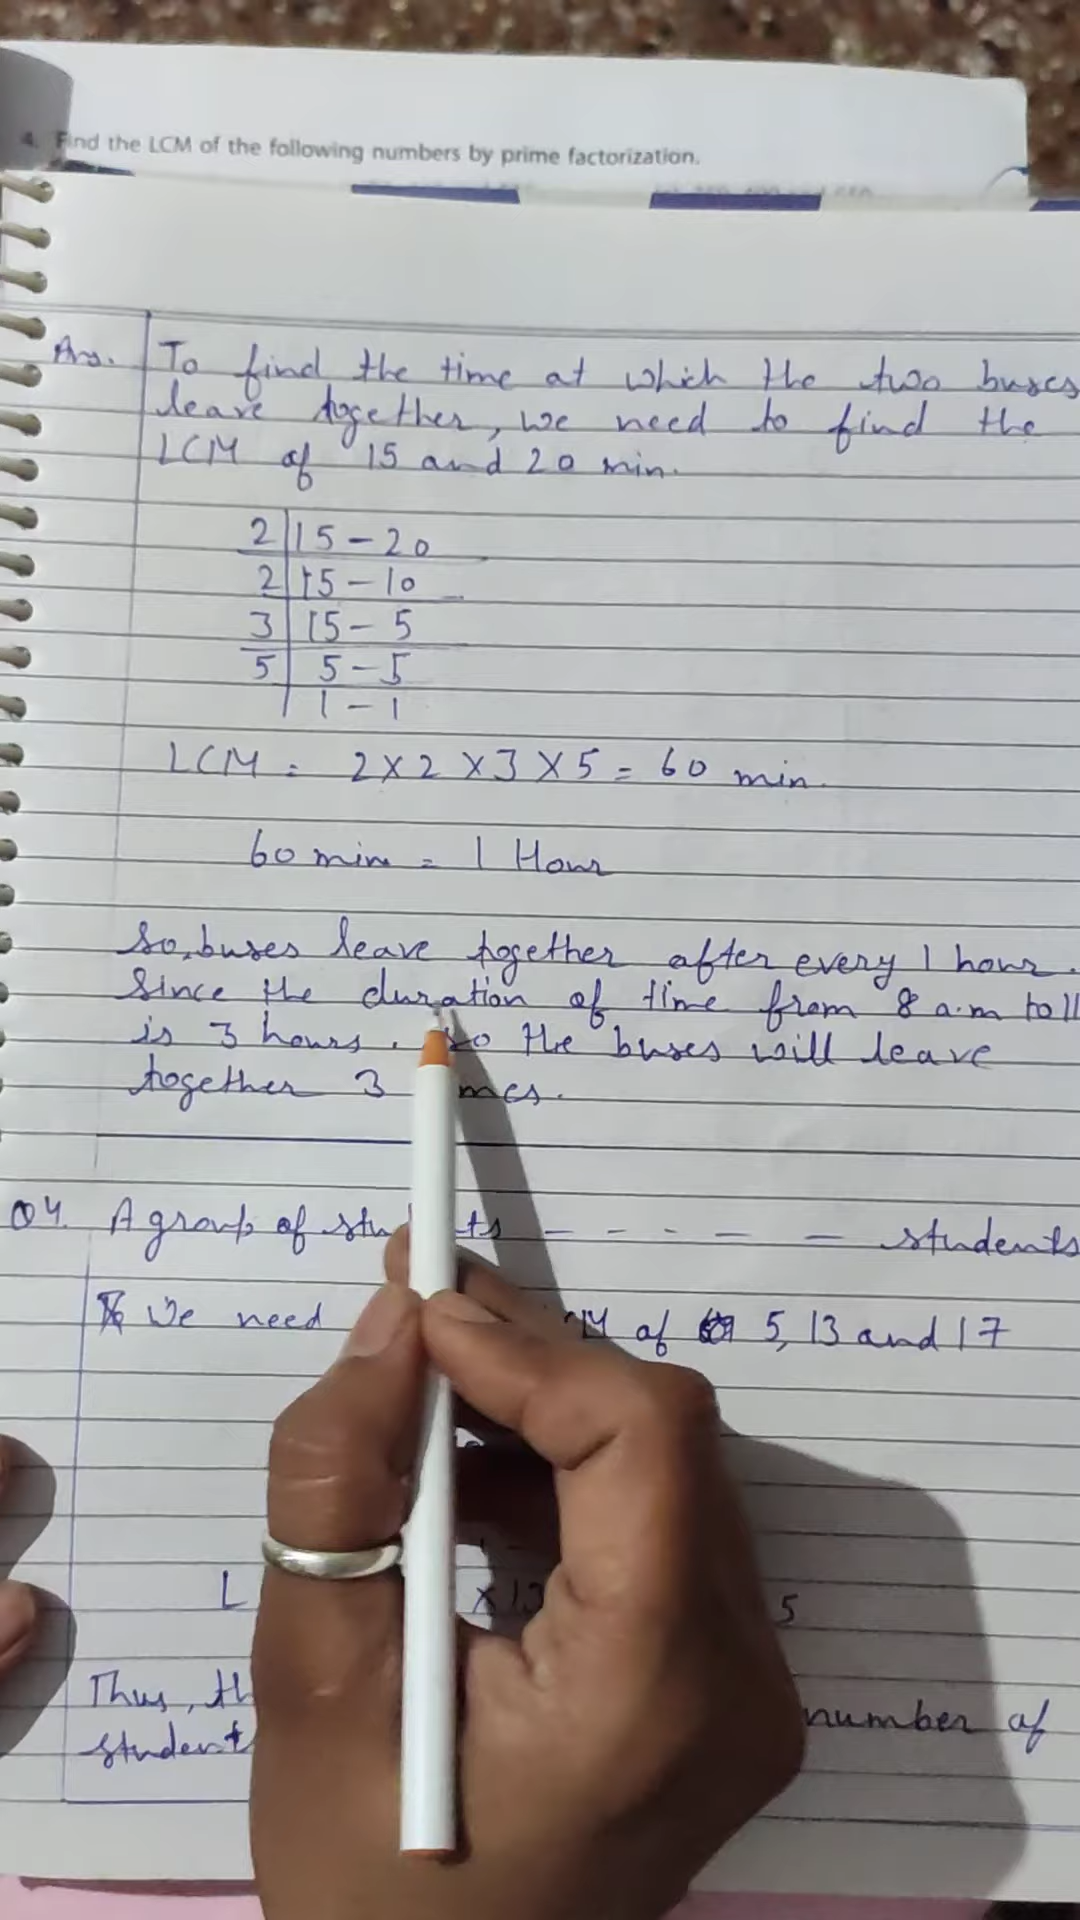 4. Find the LCM of the following numbers by prime factorization.
Ans. To find the time at which the two buses
leave together, we need to find the
LCM of 15 and 20 min.
2 15 - 20
2 15 - 10
3 15 - 5
5 5 - 5
1 - 1
LCM = 2 × 2 × 3 × 5 = 60 min.
60 min = 1 Hour
So, buses leave together after every 1 hour.
Since the duration of time from 8 a.m to 11
is 3 hours. so the buses will leave
together 3
Q4. A group of - - - - - students
We need of 5, 13 and 17
L × 13 5
Thus, number of